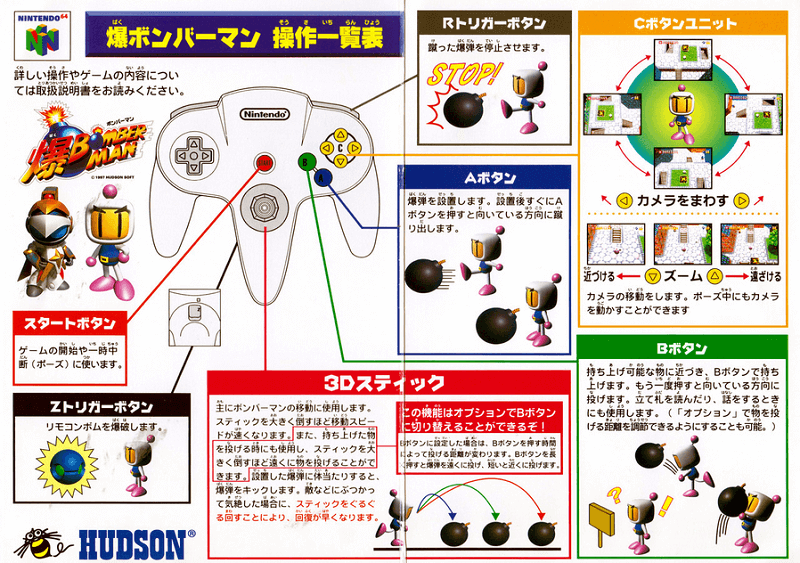 NINTENDO 64
爆ボンバーマン 操作一覧表
ばく そう さ いち らん ひょう
詳しい操作やゲームの内容につい
ては取扱説明書をお読みください。
ボンバーマン
爆BOMBERMAN
© 1997 HUDSON SOFT
Nintendo
START
B
A
C
Rトリガーボタン
蹴った爆弾を停止させます。
STOP!
Cボタンユニット
カメラをまわす
近づける
ズーム
遠ざける
カメラの移動をします。ポーズ中にもカメラ
を動かすことができます
Aボタン
爆弾を設置します。設置後すぐにA
ボタンを押すと向いている方向に蹴
り出します。
スタートボタン
ゲームの開始や一時中
断(ポーズ)に使います。
Zトリガーボタン
リモコンボムを爆破します。
3Dスティック
主にボンバーマンの移動に使用します。
スティックを大きく倒すほど移動スピー
ドが速くなります。また、持ち上げた物
を投げる時にも使用し、スティックを大
きく倒すほど遠くに物を投げることがで
きます。設置した爆弾に体当たりすると、
爆弾をキックします。敵などにぶつかっ
て気絶した場合に、スティックをぐるぐ
る回すことにより、回復が早くなります。
この機能はオプションでBボタン
に切り替えることができるぞ!
Bボタンに設定した場合は、Bボタンを押す時間
によって投げる距離が変わります。Bボタンを長
く押すと爆弾を遠くに投げ、短いと近くに投げます。
Bボタン
持ち上げ可能な物に近づき、Bボタンで持ち
上げます。もう一度押すと向いている方向に
投げます。立て札を読んだり、話をするとき
にも使用します。(「オプション」で物を投
げる距離を調節できるようにすることも可能。)
? !
HUDSON®